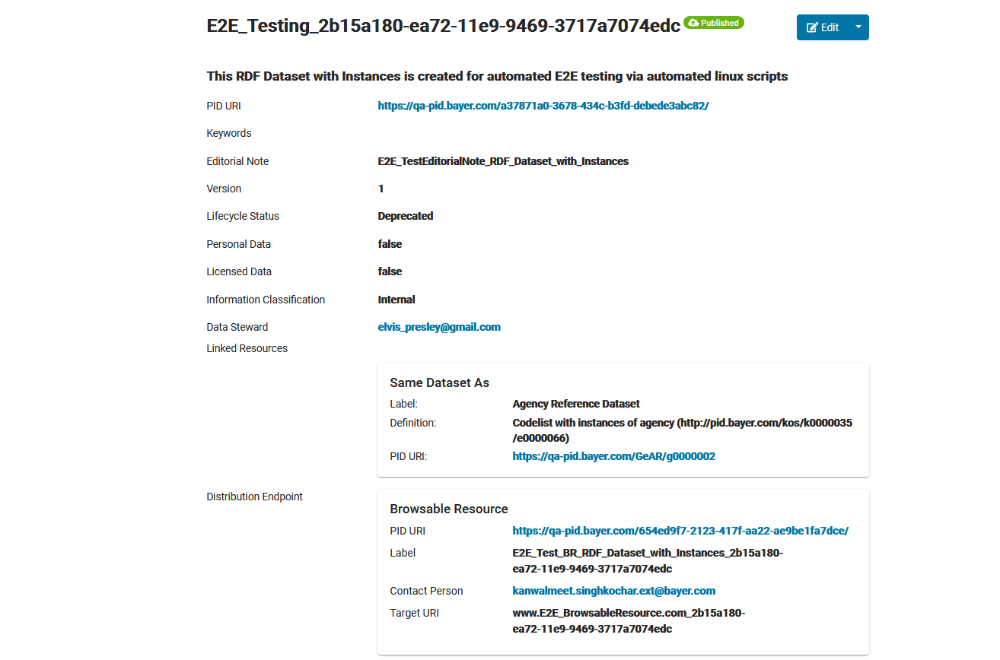 E2E_Testing_2b15a180-ea72-11e9-9469-3717a7074edc Published Edit
This RDF Dataset with Instances is created for automated E2E testing via automated linux scripts
PID URI https://qa-pid.bayer.com/a37871a0-3678-434c-b3fd-debede3abc82/
Keywords
Editorial Note E2E_TestEditorialNote_RDF_Dataset_with_Instances
Version 1
Lifecycle Status Deprecated
Personal Data false
Licensed Data false
Information Classification Internal
Data Steward elvis_presley@gmail.com
Linked Resources
Same Dataset As
Label: Agency Reference Dataset
Definition: Codelist with instances of agency (http://pid.bayer.com/kos/k0000035
/e0000066)
PID URI: https://qa-pid.bayer.com/GeAR/g0000002
Distribution Endpoint
Browsable Resource
PID URI https://qa-pid.bayer.com/654ed9f7-2123-417f-aa22-ae9be1fa7dce/
Label E2E_Test_BR_RDF_Dataset_with_Instances_2b15a180-
ea72-11e9-9469-3717a7074edc
Contact Person kanwalmeet.singhkochar.ext@bayer.com
Target URI www.E2E_BrowsableResource.com_2b15a180-
ea72-11e9-9469-3717a7074edc